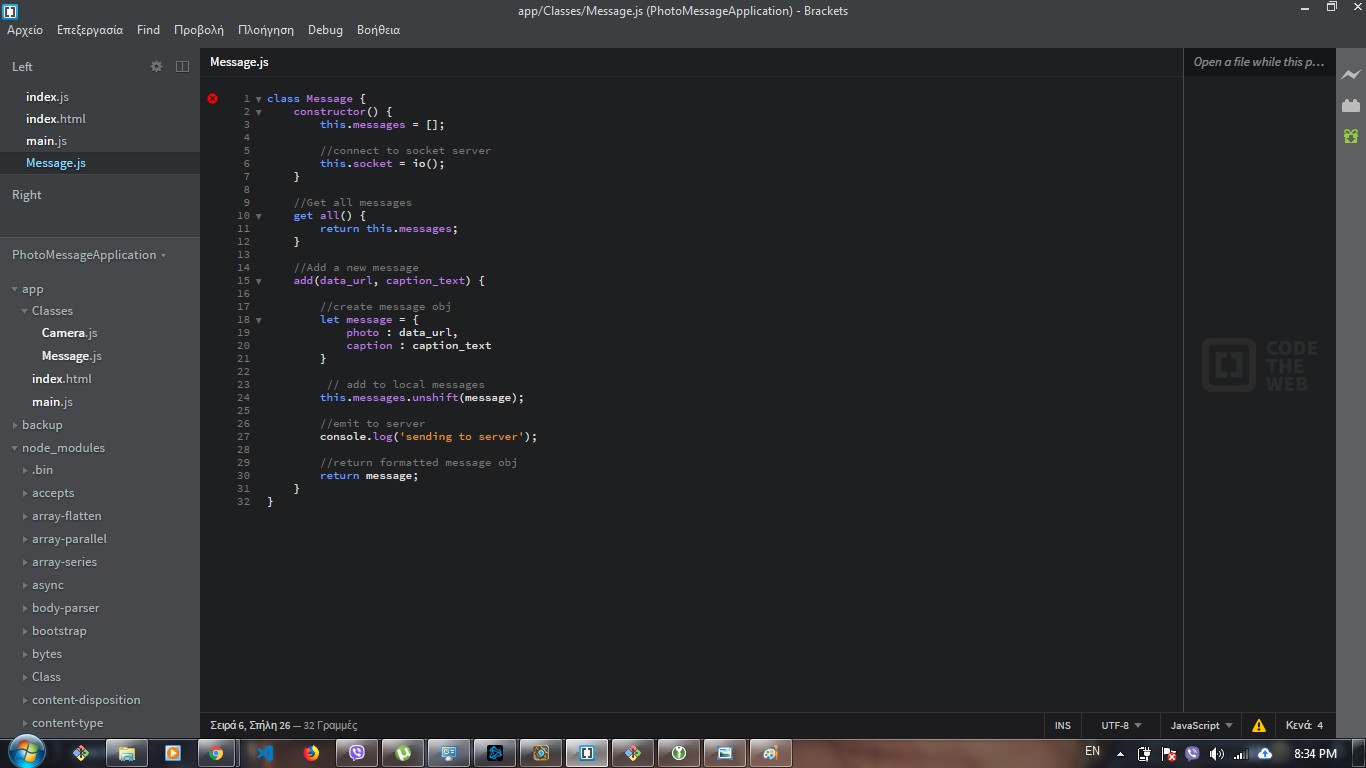 app/Classes/Message.js (PhotoMessageApplication) - Brackets
Αρχείο Επεξεργασία Find Προβολή Πλοήγηση Debug Βοήθεια
Left
index.js
index.html
main.js
Message.js
Right
PhotoMessageApplication
app
Classes
Camera.js
Message.js
index.html
main.js
backup
node_modules
.bin
accepts
array-flatten
array-parallel
array-series
async
body-parser
bootstrap
bytes
Class
content-disposition
content-type
Message.js
1 class Message {
2 constructor() {
3 this.messages = [];
4
5 //connect to socket server
6 this.socket = io();
7 }
8
9 //Get all messages
10 get all() {
11 return this.messages;
12 }
13
14 //Add a new message
15 add(data_url, caption_text) {
16
17 //create message obj
18 let message = {
19 photo : data_url,
20 caption : caption_text
21 }
22
23 // add to local messages
24 this.messages.unshift(message);
25
26 //emit to server
27 console.log('sending to server');
28
29 //return formatted message obj
30 return message;
31 }
32 }
Open a file while this p...
CODE
THE
WEB
Σειρά 6, Στήλη 26 — 32 Γραμμές
INS UTF-8 JavaScript Κενά: 4
EN 8:34 PM